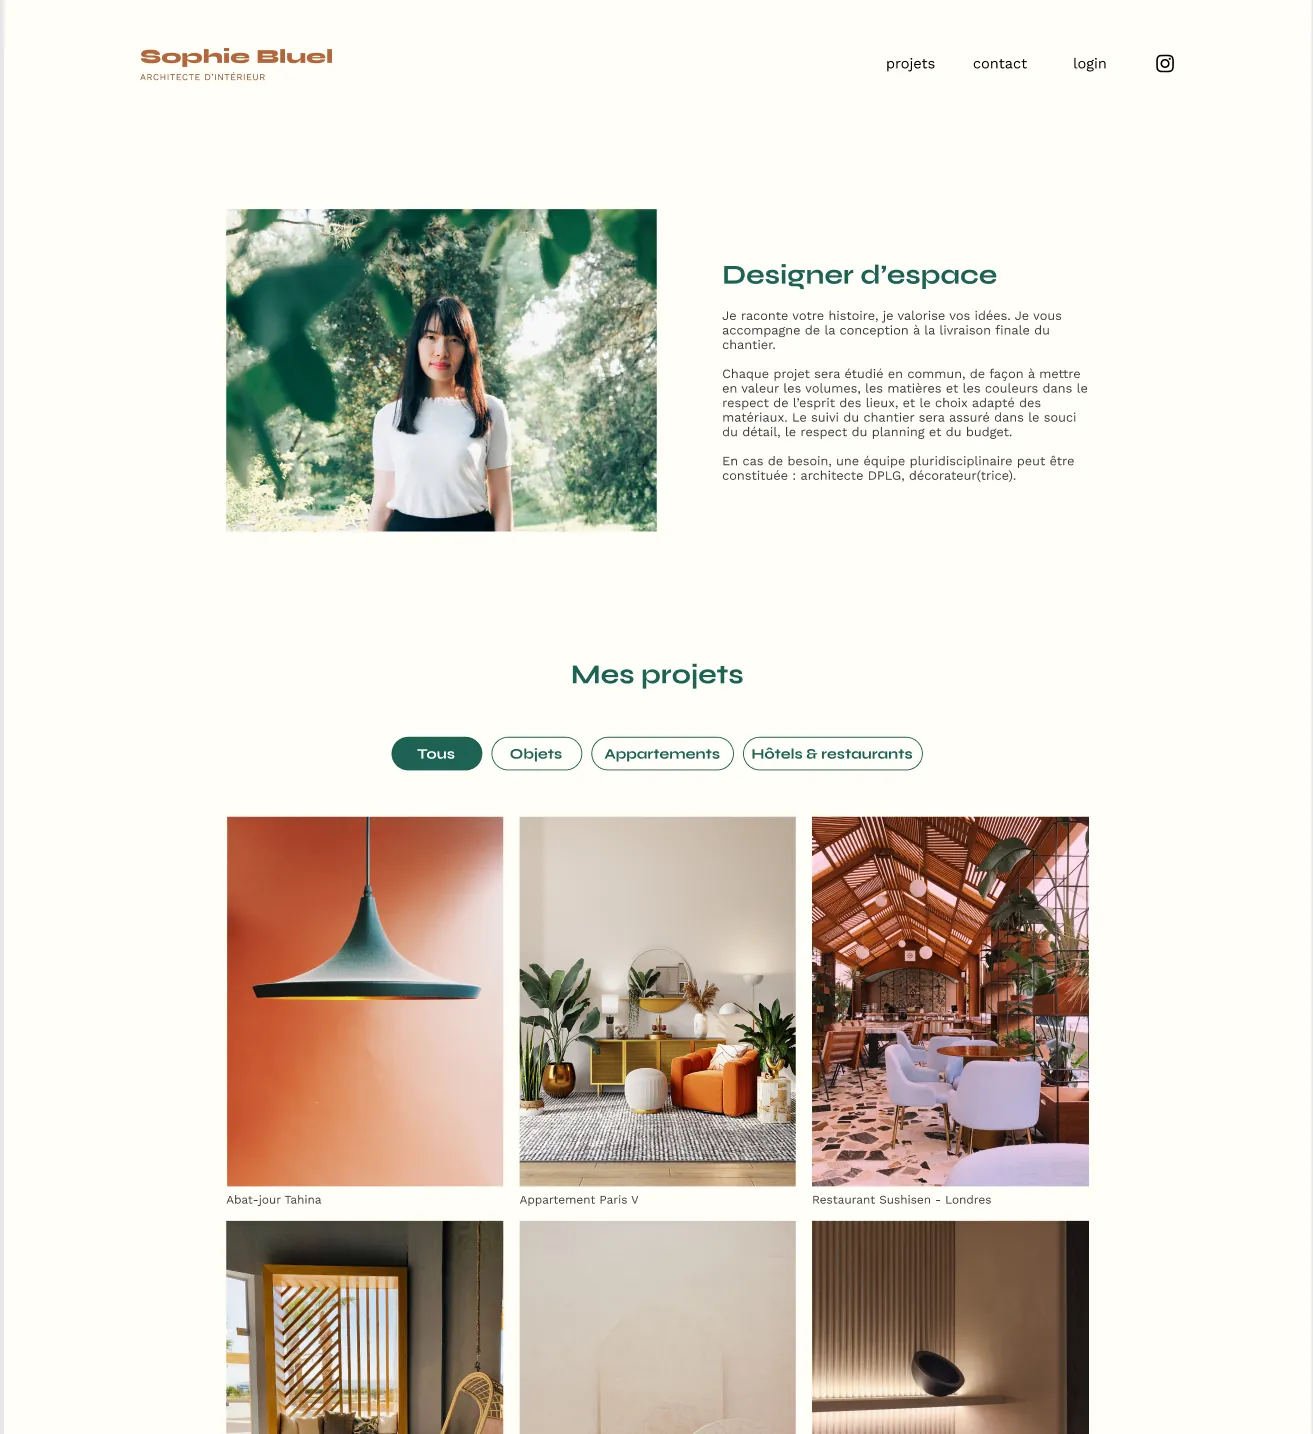 Sophie Bluel
ARCHITECTE D'INTÉRIEUR
projets contact login
Designer d’espace
Je raconte votre histoire, je valorise vos idées. Je vous
accompagne de la conception à la livraison finale du
chantier.
Chaque projet sera étudié en commun, de façon à mettre
en valeur les volumes, les matières et les couleurs dans le
respect de l’esprit des lieux, et le choix adapté des
matériaux. Le suivi du chantier sera assuré dans le souci
du détail, le respect du planning et du budget.
En cas de besoin, une équipe pluridisciplinaire peut être
constituée : architecte DPLG, décorateur(trice).
Mes projets
Tous Objets Appartements Hôtels & restaurants
Abat-jour Tahina
Appartement Paris V
Restaurant Sushisen - Londres